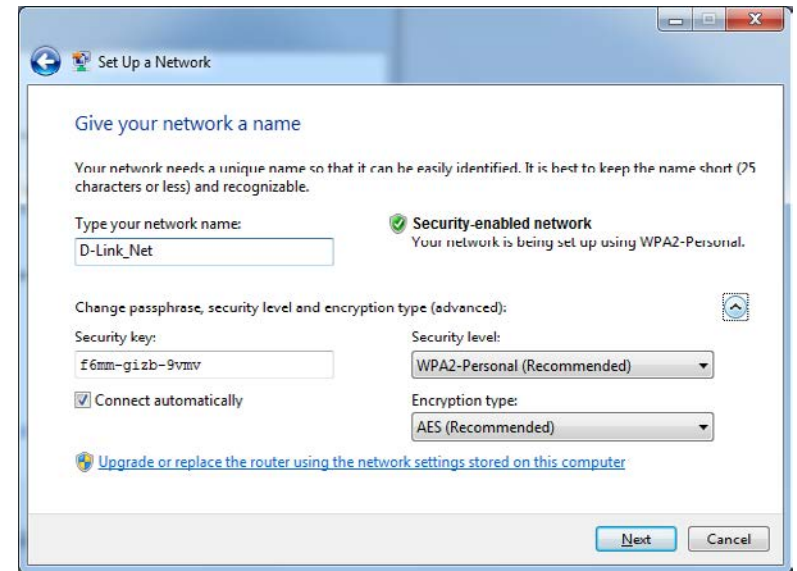 Set Up a Network
Give your network a name
Your network needs a unique name so that it can be easily identified. It is best to keep the name short (25
characters or less) and recognizable.
Type your network name:
D-Link_Net
Security-enabled network
Your network is being set up using WPA2-Personal.
Change passphrase, security level and encryption type (advanced):
Security key:
f6mm-gizb-9vmv
Security level:
WPA2-Personal (Recommended)
Connect automatically
Encryption type:
AES (Recommended)
Upgrade or replace the router using the network settings stored on this computer
Next
Cancel